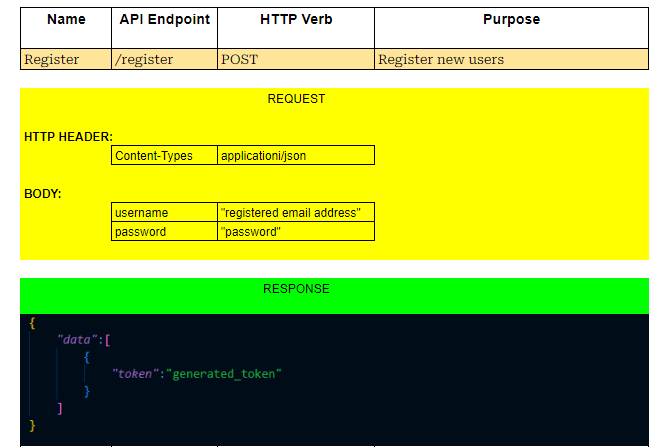 Name API Endpoint HTTP Verb Purpose
Register /register POST Register new users
REQUEST
HTTP HEADER:
Content-Types applicationi/json
BODY:
username "registered email address"
password "password"
RESPONSE
{
"data":[
{
"token":"generated_token"
}
]
}